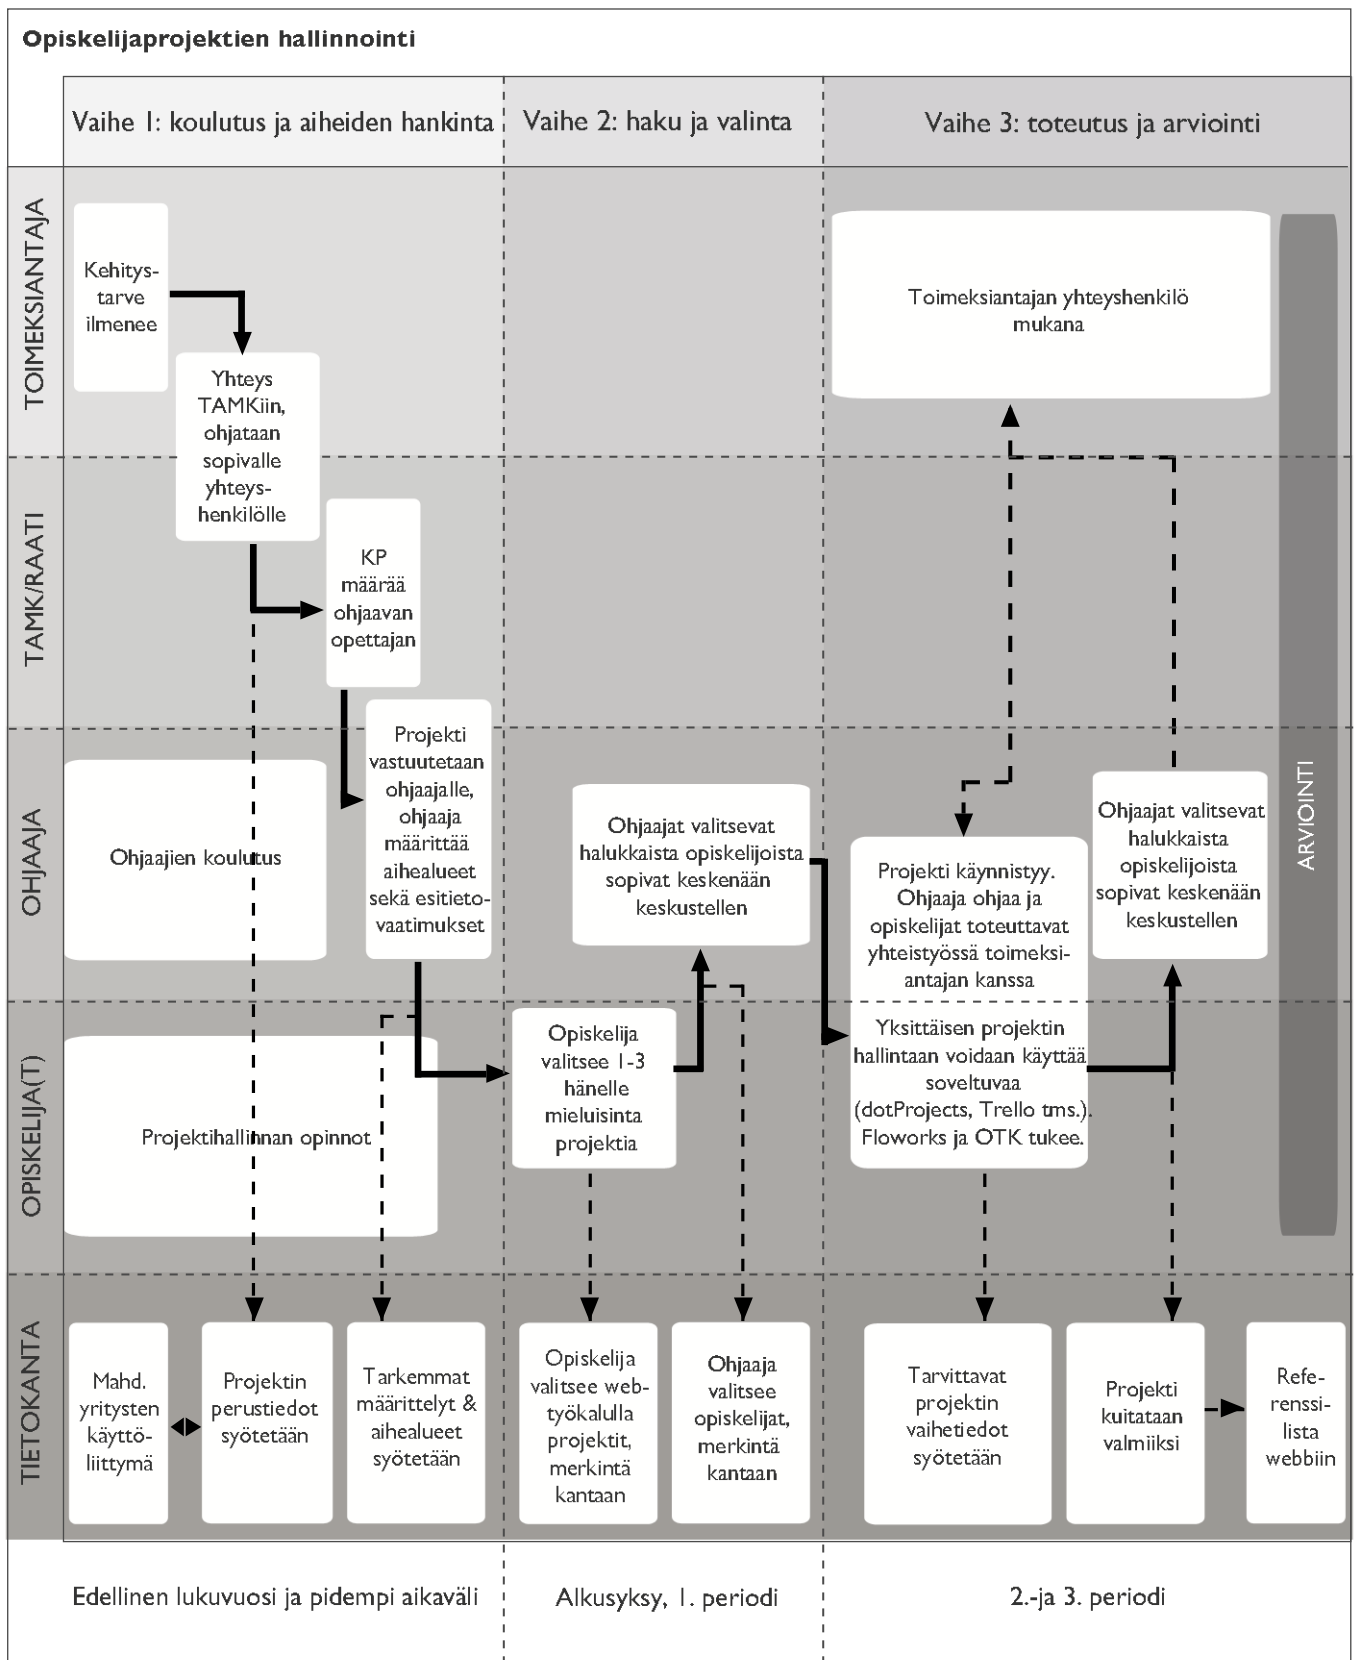 Opiskelijaprojektien hallinnointi
Vaihe 1: koulutus ja aiheiden hankinta
Vaihe 2: haku ja valinta
Vaihe 3: toteutus ja arviointi
TOIMEKSIANTAJA
Kehitys-
tarve
ilmenee
Yhteys
TAMKiin,
ohjataan
sopivalle
yhteys-
henkilölle
Toimeksiantajan yhteyshenkilö
mukana
TAMK/RAATI
KP
määrää
ohjaavan
opettajan
OHJAAJA
Ohjaajien koulutus
Projekti
vastuutetaan
ohjaajalle,
ohjaaja
määrittää
aihealueet
sekä esitieto-
vaatimukset
Ohjaajat valitsevat
halukkaista opiskelijoista
sopivat keskenään
keskustellen
Projekti käynnistyy.
Ohjaaja ohjaa ja
opiskelijat toteuttavat
yhteistyössä toimeksi-
antajan kanssa
Ohjaajat valitsevat
halukkaista
opiskelijoista
sopivat keskenään
keskustellen
ARVIOINTI
OPISKELIJA(T)
Projektihallinnan opinnot
Opiskelija
valitsee 1-3
hänelle
mieluisinta
projektia
Yksittäisen projektin
hallintaan voidaan käyttää
soveltuvaa
(dotProjects, Trello tms.).
Floworks ja OTK tukee.
TIETOKANTA
Mahd.
yritysten
käyttö-
liittymä
Projektin
perustiedot
syötetään
Tarkemmat
määrittelyt &
aihealueet
syötetään
Opiskelija
valitsee web-
työkalulla
projektit,
merkintä
kantaan
Ohjaaja
valitsee
opiskelijat,
merkintä
kantaan
Tarvittavat
projektin
vaihetiedot
syötetään
Projekti
kuitataan
valmiiksi
Refe-
renssi-
lista
webbiin
Edellinen lukuvuosi ja pidempi aikaväli
Alkusyksy, 1. periodi
2.-ja 3. periodi